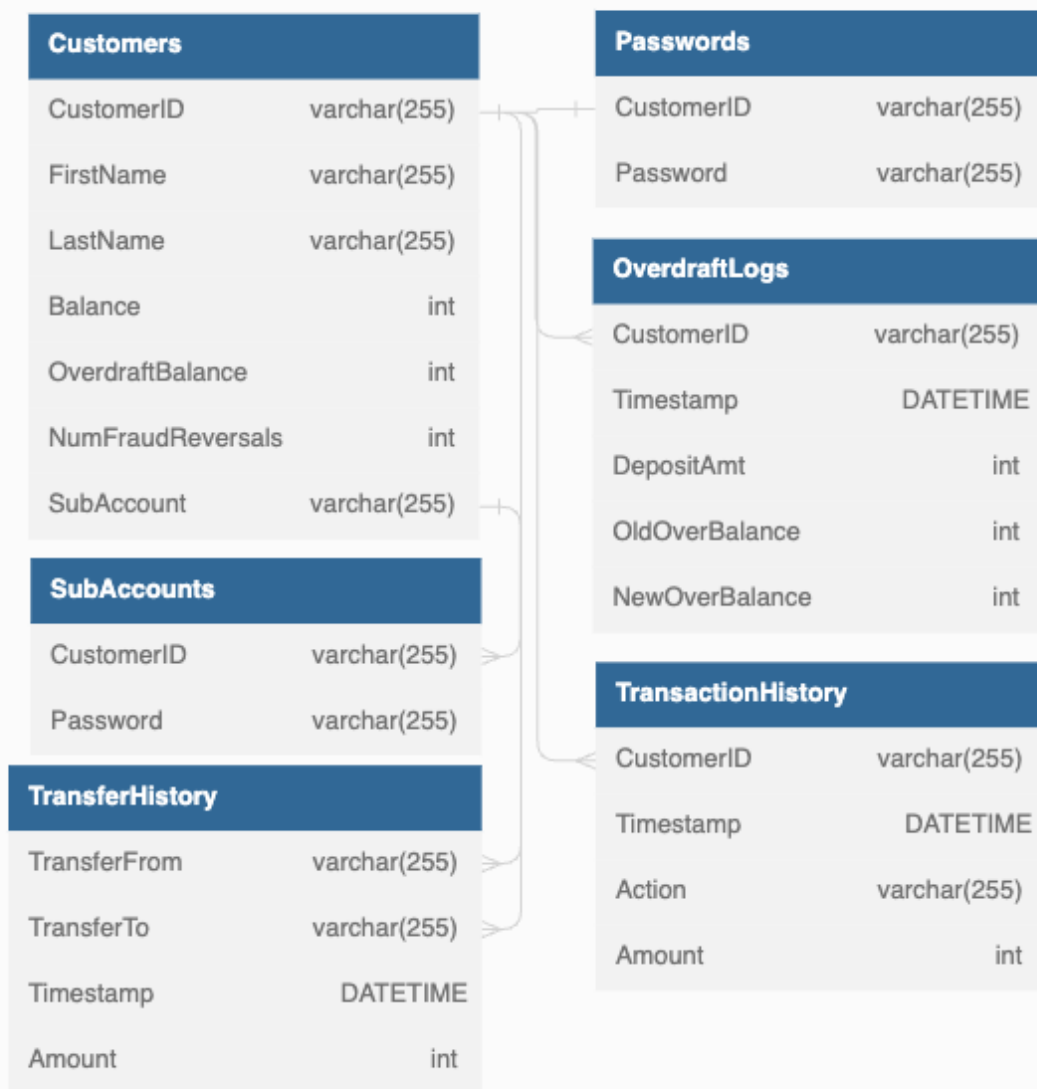 Customers
CustomerID varchar(255)
FirstName varchar(255)
LastName varchar(255)
Balance int
OverdraftBalance int
NumFraudReversals int
SubAccount varchar(255)
SubAccounts
CustomerID varchar(255)
Password varchar(255)
TransferHistory
TransferFrom varchar(255)
TransferTo varchar(255)
Timestamp DATETIME
Amount int
Passwords
CustomerID varchar(255)
Password varchar(255)
OverdraftLogs
CustomerID varchar(255)
Timestamp DATETIME
DepositAmt int
OldOverBalance int
NewOverBalance int
TransactionHistory
CustomerID varchar(255)
Timestamp DATETIME
Action varchar(255)
Amount int